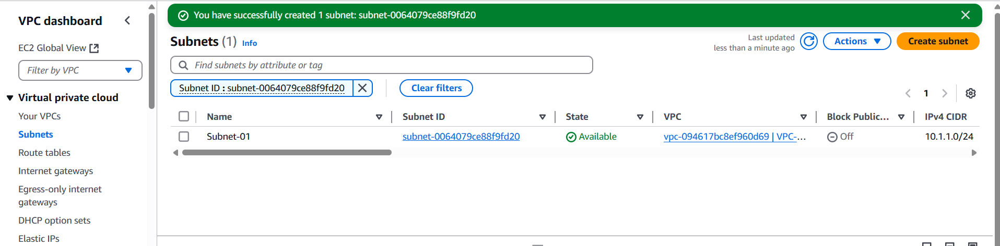 VPC dashboard
EC2 Global View
Filter by VPC
Virtual private cloud
Your VPCs
Subnets
Route tables
Internet gateways
Egress-only internet
gateways
DHCP option sets
Elastic IPs
You have successfully created 1 subnet: subnet-0064079ce88f9fd20
Subnets (1) Info
Last updated
less than a minute ago
Actions
Create subnet
Find subnets by attribute or tag
Subnet ID : subnet-0064079ce88f9fd20
Clear filters
1
Name Subnet ID State VPC Block Public... IPv4 CIDR
Subnet-01 subnet-0064079ce88f9fd20 Available vpc-094617bc8ef960d69 | VPC-... Off 10.1.1.0/24